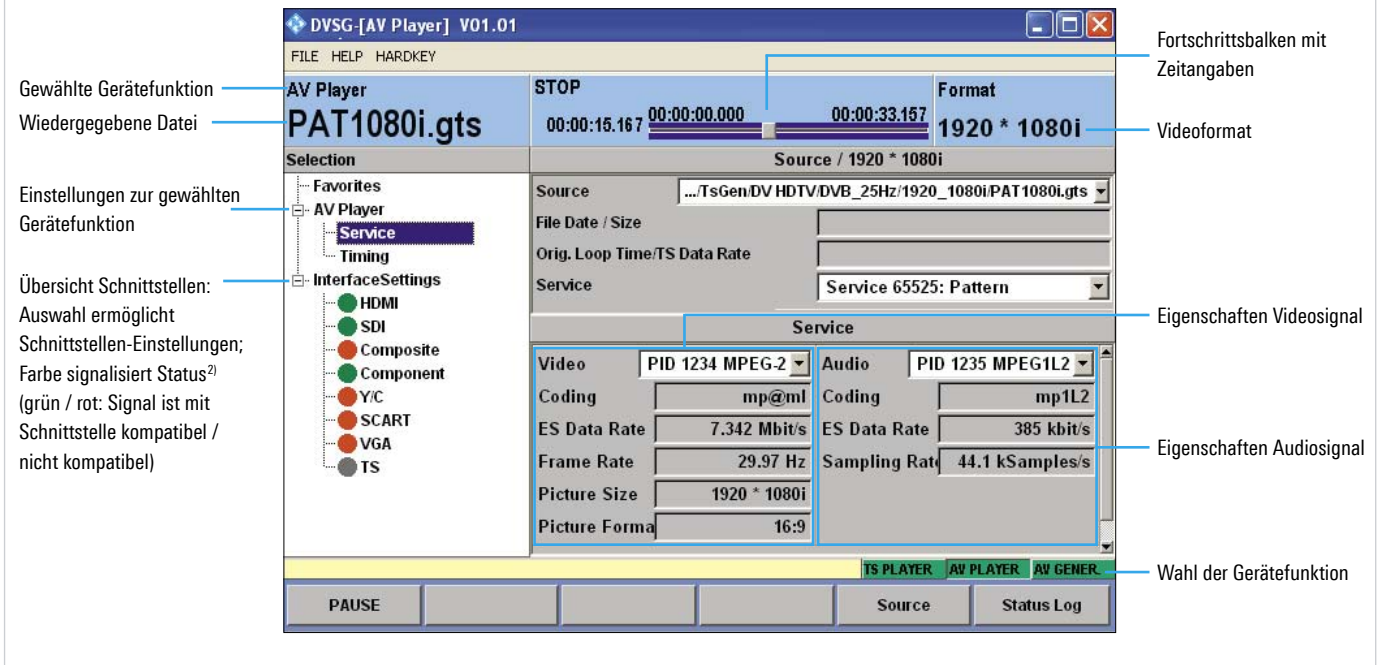 DVSG-[AV Player] V01.01
FILE HELP HARDKEY
AV Player
PAT1080i.gts
STOP
00:00:15.167
00:00:00.000
00:00:33.157
Format
1920 * 1080i
Selection
Source / 1920 * 1080i
Favorites
AV Player
Service
Timing
InterfaceSettings
HDMI
SDI
Composite
Component
Y/C
SCART
VGA
TS
Source
.../TsGen/DV HDTV/DVB_25Hz/1920_1080i/PAT1080i.gts
File Date / Size
Orig. Loop Time/TS Data Rate
Service
Service 65525: Pattern
Service
Video
PID 1234 MPEG-2
Coding
mp@ml
ES Data Rate
7.342 Mbit/s
Frame Rate
29.97 Hz
Picture Size
1920 * 1080i
Picture Forma
16:9
Audio
PID 1235 MPEG1L2
Coding
mp1L2
ES Data Rate
385 kbit/s
Sampling Rate
44.1 kSamples/s
TS PLAYER
AV PLAYER
AV GENER.
PAUSE
Source
Status Log
Gewählte Gerätefunktion
Wiedergegebene Datei
Einstellungen zur gewählten
Gerätefunktion
Übersicht Schnittstellen:
Auswahl ermöglicht
Schnittstellen-Einstellungen;
Farbe signalisiert Status2)
(grün / rot: Signal ist mit
Schnittstelle kompatibel /
nicht kompatibel)
Fortschrittsbalken mit
Zeitangaben
Videoformat
Eigenschaften Videosignal
Eigenschaften Audiosignal
Wahl der Gerätefunktion